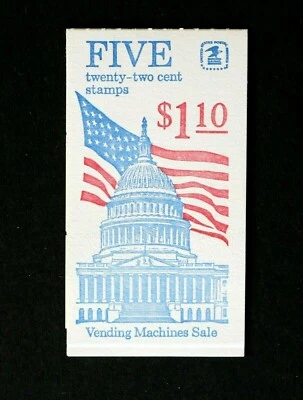 FIVE
twenty-two cent
stamps
$1.10
Vending Machines Sale